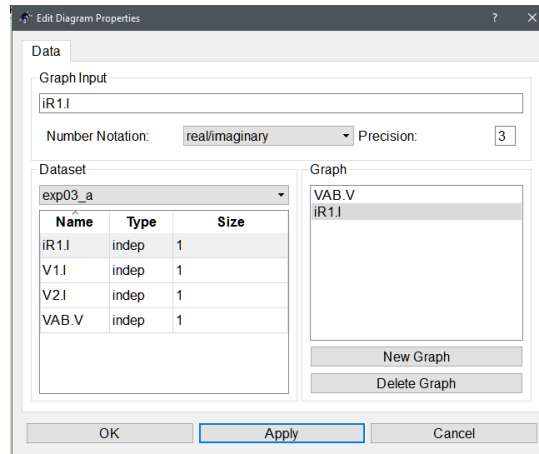 Edit Diagram Properties ? ×
Data
Graph Input
iR1.I
Number Notation: real/imaginary Precision: 3
Dataset
exp03_a
Name Type Size
iR1.I indep 1
V1.I indep 1
V2.I indep 1
VAB.V indep 1
Graph
VAB.V
iR1.I
New Graph
Delete Graph
OK Apply Cancel